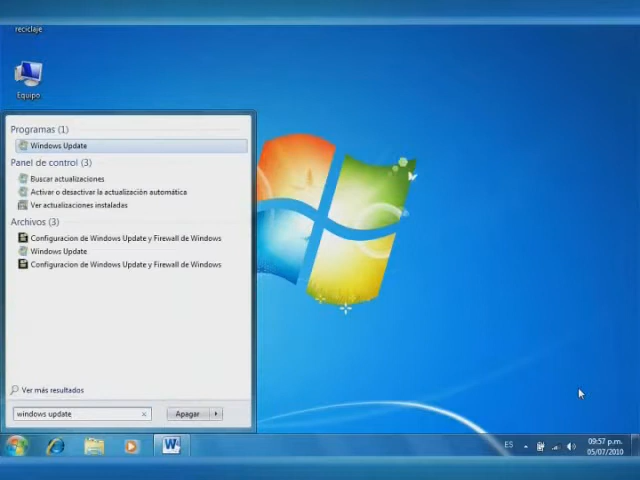 reciclaje
Equipo
Programas (1)
Windows Update
Panel de control (3)
Buscar actualizaciones
Activar o desactivar la actualización automática
Ver actualizaciones instaladas
Archivos (3)
Configuracion de Windows Update y Firewall de Windows
Windows Update
Configuracion de Windows Update y Firewall de Windows
Ver más resultados
windows update
Apagar
ES
09:57 p.m.
05/07/2010